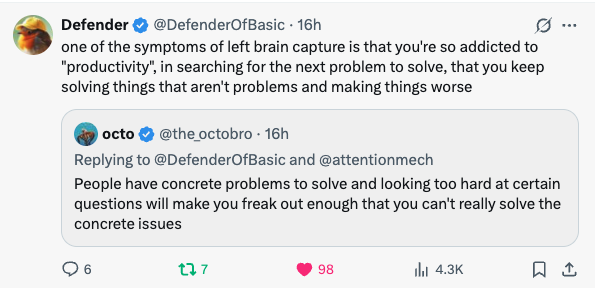 Defender @DefenderOfBasic · 16h
one of the symptoms of left brain capture is that you're so addicted to
"productivity", in searching for the next problem to solve, that you keep
solving things that aren't problems and making things worse
octo @the_octobro · 16h
Replying to @DefenderOfBasic and @attentionmech
People have concrete problems to solve and looking too hard at certain
questions will make you freak out enough that you can't really solve the
concrete issues
6 7 98 4.3K